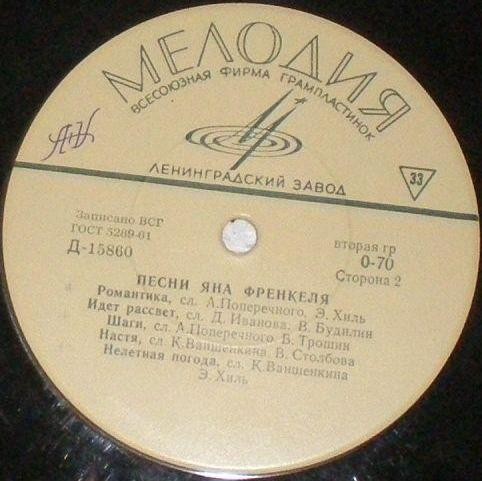 МЕЛОДИЯ
ВСЕСОЮЗНАЯ ФИРМА ГРАМПЛАСТИНОК
ЛЕНИНГРАДСКИЙ ЗАВОД
33
Записано ВСГ
ГОСТ 5289-61
Д-15860
вторая гр
0-70
Сторона 2
ПЕСНИ ЯНА ФРЕНКЕЛЯ
Романтика, сл. А.Поперечного, Э. Хиль
Идет рассвет, сл. Д. Иванова, В. Будилин
Шаги, сл. А.Поперечного, В. Трошин
Настя, сл. К.Ваншенкина, В. Столбова
Нелетная погода, сл. К.Ваншенкина
Э. Хиль